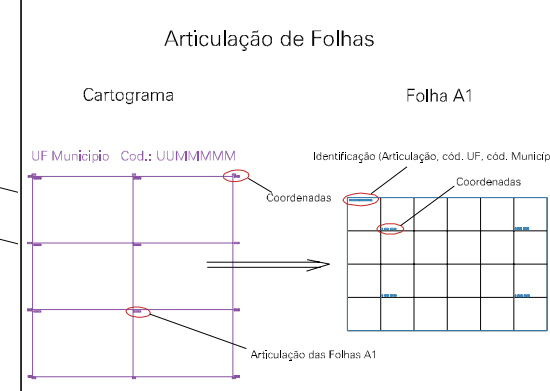 Articulação de Folhas
Cartograma
Folha A1
UF Municipio Cod.: UUMMMMM
Identificação (Articulação, cód. UF, cód. Municíp
Coordenadas
Coordenadas
Articulação das Folhas A1